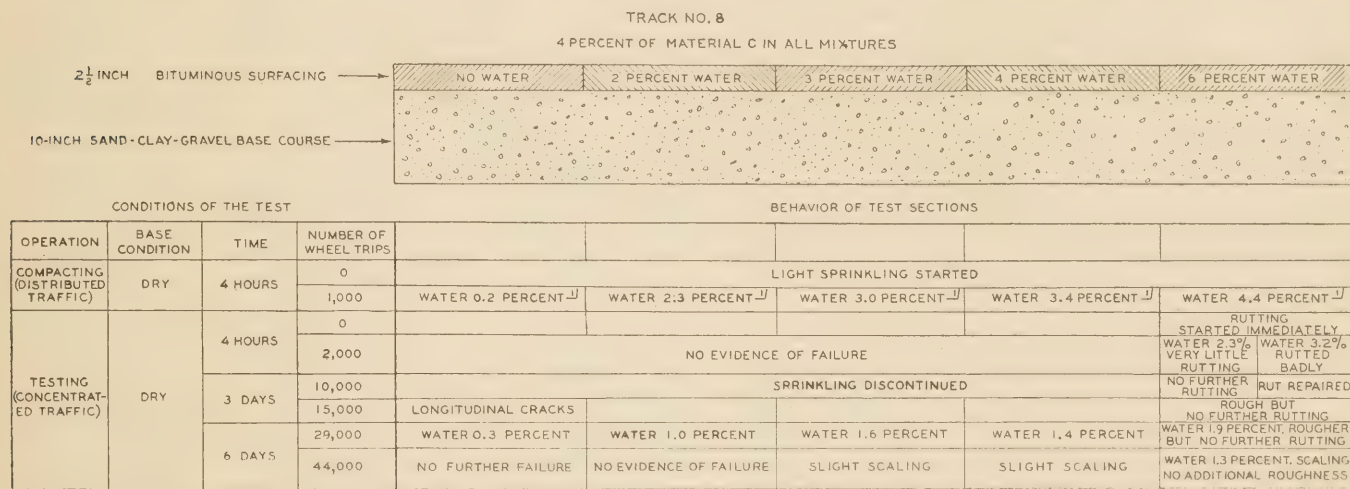 TRACK NO. 8
4 PERCENT OF MATERIAL C IN ALL MIXTURES
2 1/2 INCH BITUMINOUS SURFACING
NO WATER
2 PERCENT WATER
3 PERCENT WATER
4 PERCENT WATER
6 PERCENT WATER
10-INCH SAND-CLAY-GRAVEL BASE COURSE
CONDITIONS OF THE TEST
BEHAVIOR OF TEST SECTIONS
OPERATION
BASE
CONDITION
TIME
NUMBER OF
WHEEL TRIPS
COMPACTING
(DISTRIBUTED
TRAFFIC)
DRY
4 HOURS
0
LIGHT SPRINKLING STARTED
1,000
WATER 0.2 PERCENT 1/
WATER 2.3 PERCENT 1/
WATER 3.0 PERCENT 1/
WATER 3.4 PERCENT 1/
WATER 4.4 PERCENT 1/
TESTING
(CONCENTRAT-
ED TRAFFIC)
DRY
4 HOURS
0
RUTTING
STARTED IMMEDIATELY
2,000
NO EVIDENCE OF FAILURE
WATER 2.3%
VERY LITTLE
RUTTING
WATER 3.2%
RUTTED
BADLY
3 DAYS
10,000
SPRINKLING DISCONTINUED
NO FURTHER
RUTTING
RUT REPAIRED
15,000
LONGITUDINAL CRACKS
ROUGH BUT
NO FURTHER RUTTING
6 DAYS
29,000
WATER 0.3 PERCENT
WATER 1.0 PERCENT
WATER 1.6 PERCENT
WATER 1.4 PERCENT
WATER 1.9 PERCENT, ROUGHER
BUT NO FURTHER RUTTING
44,000
NO FURTHER FAILURE
NO EVIDENCE OF FAILURE
SLIGHT SCALING
SLIGHT SCALING
WATER 1.3 PERCENT. SCALING
NO ADDITIONAL ROUGHNESS